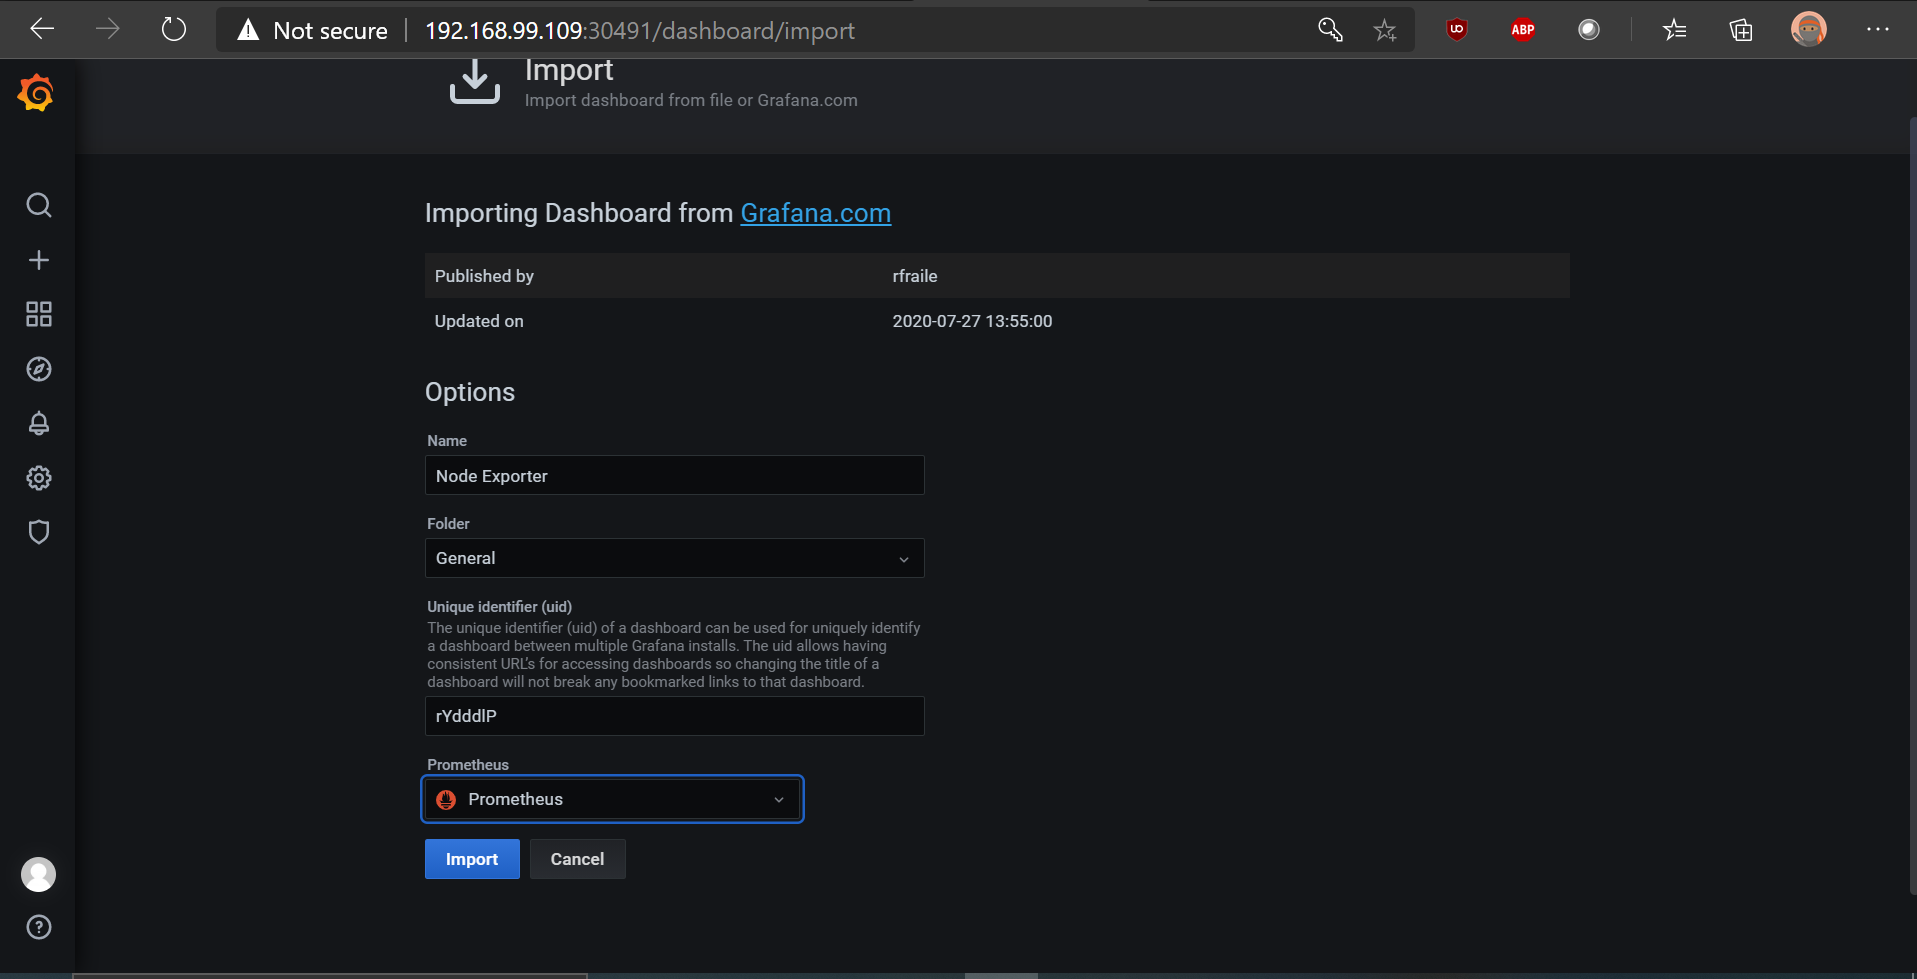 Not secure
192.168.99.109:30491/dashboard/import
UO
ABP
Import
Import dashboard from file or Grafana.com
Importing Dashboard from Grafana.com
Published by rfraile
Updated on 2020-07-27 13:55:00
Options
Name
Node Exporter
Folder
General
Unique identifier (uid)
The unique identifier (uid) of a dashboard can be used for uniquely identify
a dashboard between multiple Grafana installs. The uid allows having
consistent URL's for accessing dashboards so changing the title of a
dashboard will not break any bookmarked links to that dashboard.
rYdddlP
Prometheus
Prometheus
Import Cancel